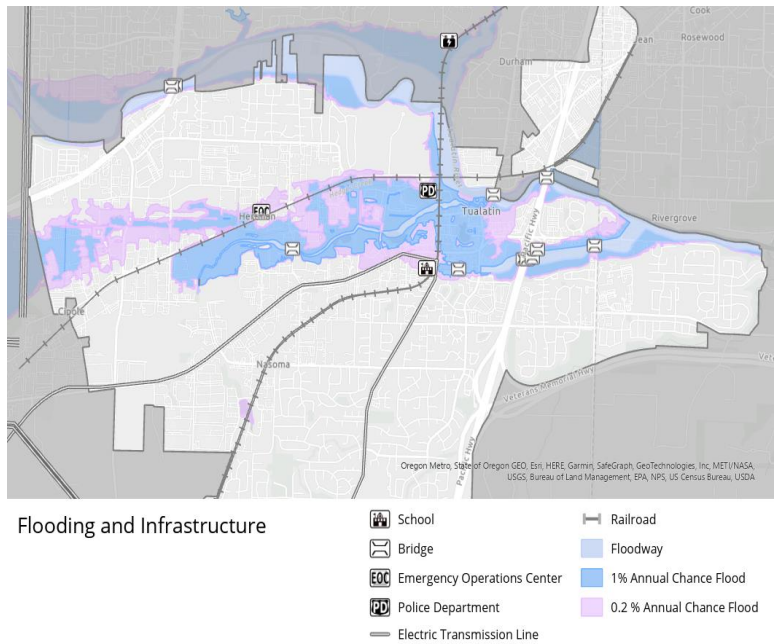 Cook
Rosewood
Durham
PD
EOC
Tualatin
Pacific Hwy
Rivergrove
Cipole
Nasoma
Veterans Memorial Hwy
Pacific Hwy
Oregon Metro, State of Oregon GEO, Esri, HERE, Garmin, SafeGraph, GeoTechnologies, Inc, METI/NASA,
USGS, Bureau of Land Management, EPA, NPS, US Census Bureau, USDA
Flooding and Infrastructure
School
Bridge
EOC Emergency Operations Center
PD Police Department
Electric Transmission Line
Railroad
Floodway
1% Annual Chance Flood
0.2 % Annual Chance Flood